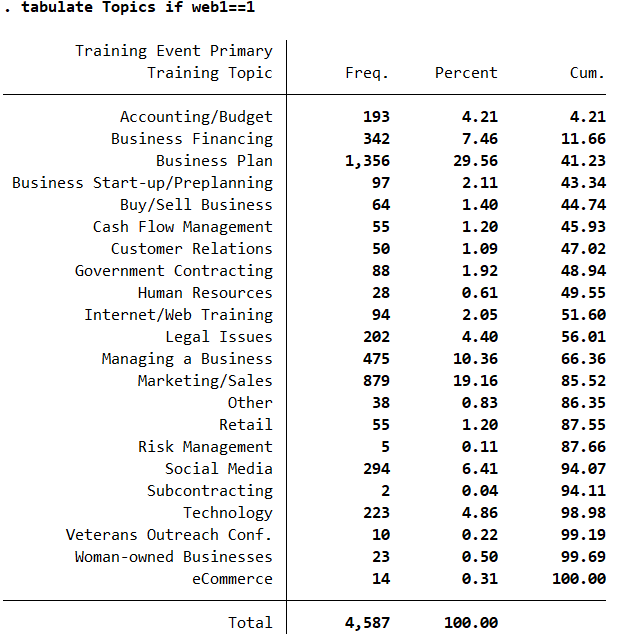 . tabulate Topics if web1==1
Training Event Primary
Training Topic Freq. Percent Cum.
Accounting/Budget 193 4.21 4.21
Business Financing 342 7.46 11.66
Business Plan 1,356 29.56 41.23
Business Start-up/Preplanning 97 2.11 43.34
Buy/Sell Business 64 1.40 44.74
Cash Flow Management 55 1.20 45.93
Customer Relations 50 1.09 47.02
Government Contracting 88 1.92 48.94
Human Resources 28 0.61 49.55
Internet/Web Training 94 2.05 51.60
Legal Issues 202 4.40 56.01
Managing a Business 475 10.36 66.36
Marketing/Sales 879 19.16 85.52
Other 38 0.83 86.35
Retail 55 1.20 87.55
Risk Management 5 0.11 87.66
Social Media 294 6.41 94.07
Subcontracting 2 0.04 94.11
Technology 223 4.86 98.98
Veterans Outreach Conf. 10 0.22 99.19
Woman-owned Businesses 23 0.50 99.69
eCommerce 14 0.31 100.00
Total 4,587 100.00